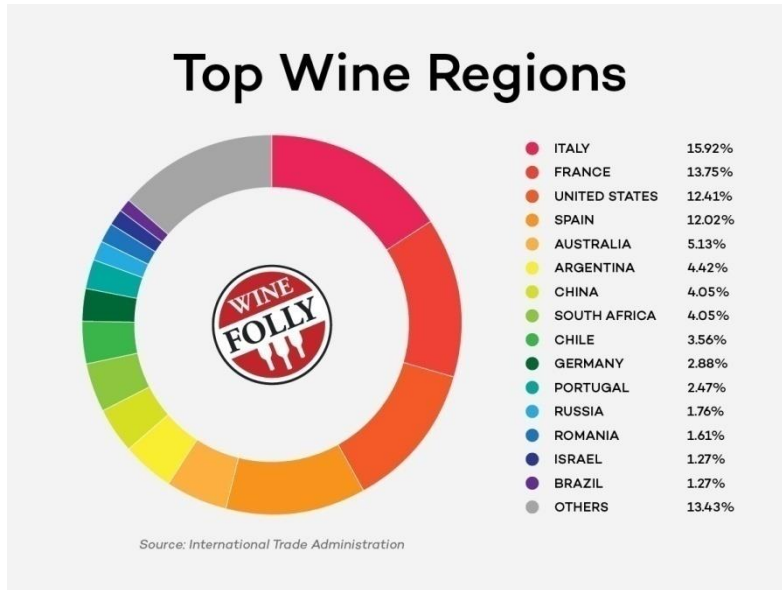 Top Wine Regions
ITALY 15.92%
FRANCE 13.75%
UNITED STATES 12.41%
SPAIN 12.02%
AUSTRALIA 5.13%
ARGENTINA 4.42%
CHINA 4.05%
SOUTH AFRICA 4.05%
CHILE 3.56%
GERMANY 2.88%
PORTUGAL 2.47%
RUSSIA 1.76%
ROMANIA 1.61%
ISRAEL 1.27%
BRAZIL 1.27%
OTHERS 13.43%
WINE
FOLLY
Source: International Trade Administration